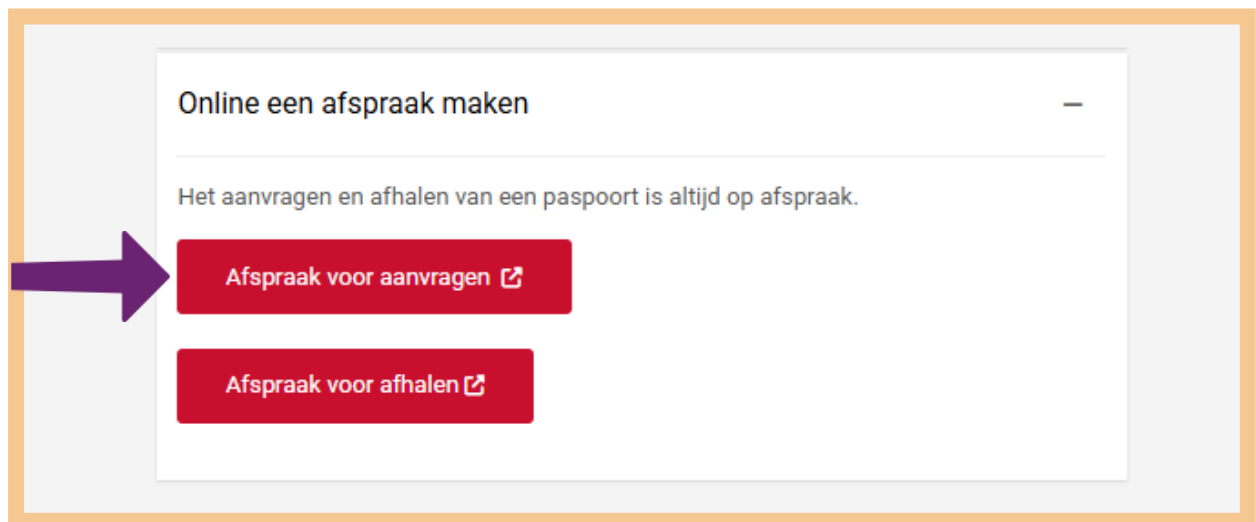 Online een afspraak maken
Het aanvragen en afhalen van een paspoort is altijd op afspraak.
Afspraak voor aanvragen
Afspraak voor afhalen